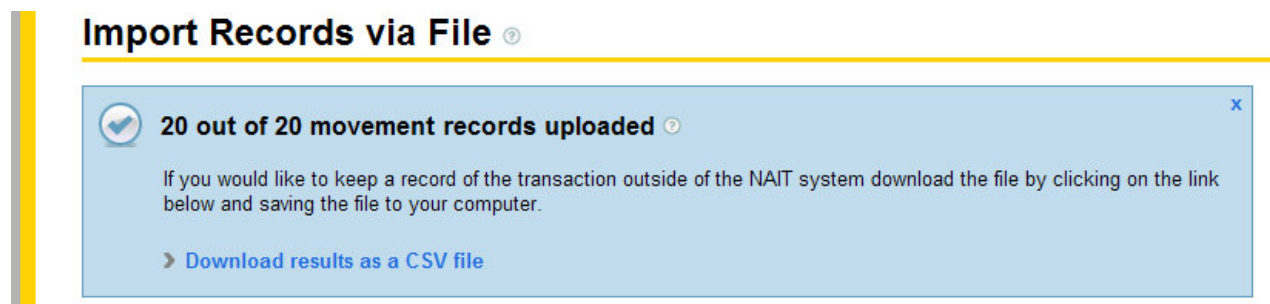 Import Records via File
x
20 out of 20 movement records uploaded
If you would like to keep a record of the transaction outside of the NAIT system download the file by clicking on the link
below and saving the file to your computer.
Download results as a CSV file